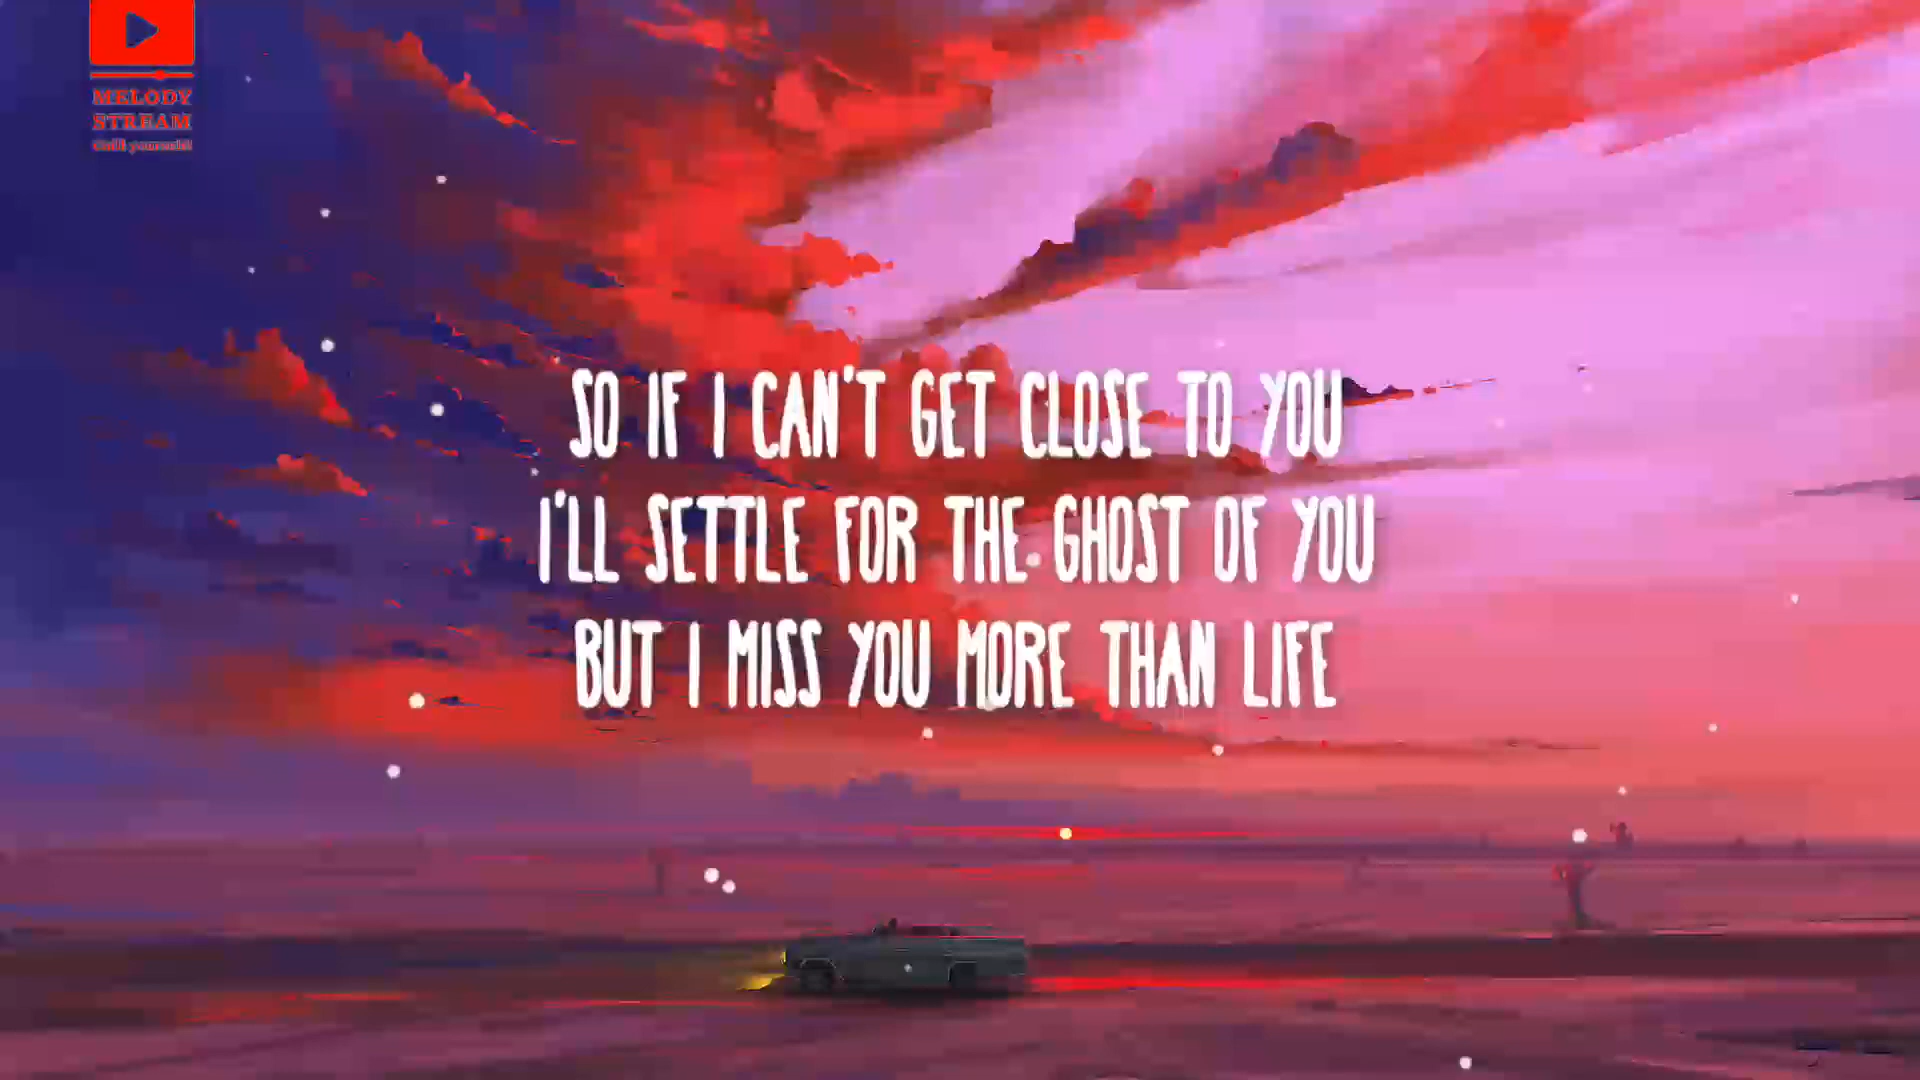 MELODY
STREAM
SO IF I CAN'T GET CLOSE TO YOU
I'LL SETTLE FOR THE GHOST OF YOU
BUT I MISS YOU MORE THAN LIFE